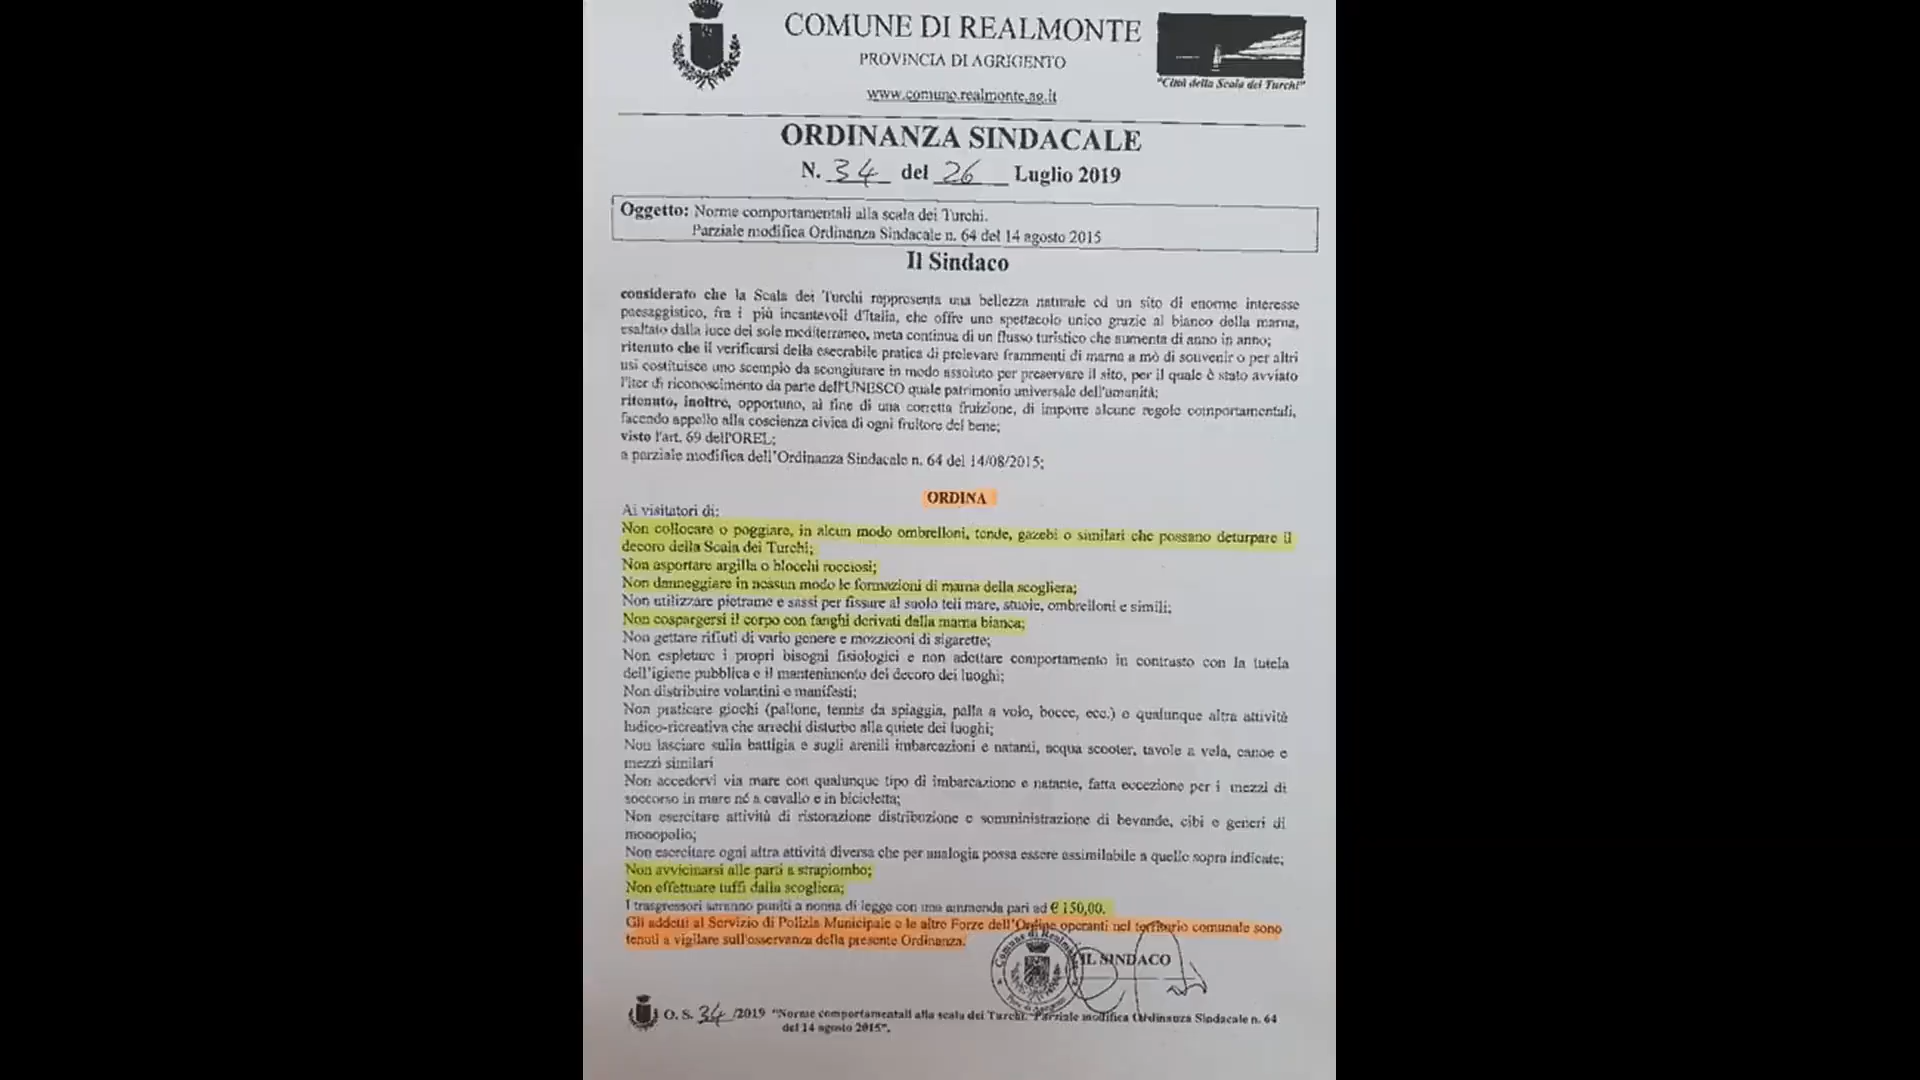 COMUNE DI REALMONTE
PROVINCIA DI AGRIGENTO
www.comune.realmonte.ag.it
"Città della Scala dei Turchi"
ORDINANZA SINDACALE
N. 34 del 26 Luglio 2019
Oggetto: Norme comportamentali alla scala dei Turchi.
Parziale modifica Ordinanza Sindacale n. 64 del 14 agosto 2015
Il Sindaco
considerato che la Scala dei Turchi rappresenta una bellezza naturale ed un sito di enorme interesse
paesaggistico, fra i più incantevoli d'Italia, che offre uno spettacolo unico grazie al bianco della marna,
esaltato dalla luce del sole mediterraneo, meta continua di un flusso turistico che aumenta di anno in anno;
ritenuto che il verificarsi della esecrabile pratica di prelevare frammenti di marna a mò di souvenir o per altri
usi costituisce uno scempio da scongiurare in modo assoluto per preservare il sito, per il quale è stato avviato
l'iter di riconoscimento da parte dell'UNESCO quale patrimonio universale dell'umanità;
ritenuto, inoltre, opportuno, al fine di una corretta fruizione, di imporre alcune regole comportamentali,
facendo appello alla coscienza civica di ogni fruitore del bene;
visto l'art. 69 dell'OREL;
a parziale modifica dell'Ordinanza Sindacale n. 64 del 14/08/2015;
ORDINA
Ai visitatori di:
Non collocare o poggiare, in alcun modo ombrelloni, tende, gazebi o similari che possano deturpare il
decoro della Scala dei Turchi;
Non asportare argilla o blocchi rocciosi;
Non danneggiare in nessun modo le formazioni di marna della scogliera;
Non utilizzare pietrame e sassi per fissare al suolo teli mare, stuoie, ombrelloni e simili;
Non cospargersi il corpo con fanghi derivati dalla marna bianca;
Non gettare rifiuti di vario genere e mozziconi di sigarette;
Non espletare i propri bisogni fisiologici e non adottare comportamento in contrasto con la tutela
dell'igiene pubblica e il mantenimento del decoro dei luoghi;
Non distribuire volantini e manifesti;
Non praticare giochi (pallone, tennis da spiaggia, palla a volo, bocce, ecc.) o qualunque altra attività
ludico-ricreativa che arrechi disturbo alla quiete dei luoghi;
Non lasciare sulla battigia e sugli arenili imbarcazioni e natanti, acqua scooter, tavole a vela, canoe e
mezzi similari
Non accedervi via mare con qualunque tipo di imbarcazione e natante, fatta eccezione per i mezzi di
soccorso in mare né a cavallo e in bicicletta;
Non esercitare attività di ristorazione distribuzione e somministrazione di bevande, cibi e generi di
monopolio;
Non esercitare ogni altra attività diversa che per analogia possa essere assimilabile a quelle sopra indicate;
Non avvicinarsi alle parti a strapiombo;
Non effettuare tuffi dalla scogliera;
I trasgressori saranno puniti a norma di legge con una ammenda pari ad € 150,00.
Gli addetti al Servizio di Polizia Municipale e le altre Forze dell'Ordine operanti nel territorio comunale sono
tenuti a vigilare sull'osservanza della presente Ordinanza.
Comune di Realmonte
IL SINDACO
O. S. 34/2019 "Norme comportamentali alla scala dei Turchi. Parziale modifica Ordinanza Sindacale n. 64
del 14 agosto 2015".